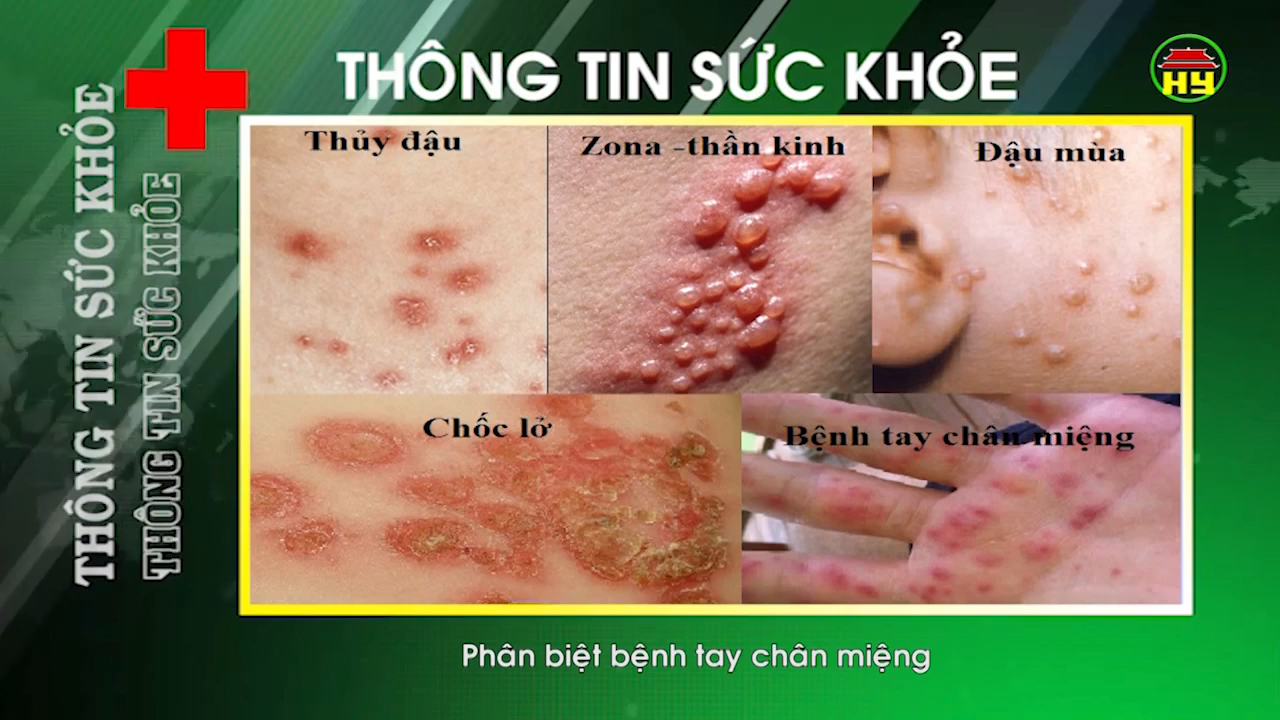 THÔNG TIN SỨC KHỎE
HY
THÔNG TIN SỨC KHỎE
THÔNG TIN SỨC KHỎE
Thủy đậu
Zona -thần kinh
Đậu mùa
Chốc lở
Bệnh tay chân miệng
Phân biệt bệnh tay chân miệng